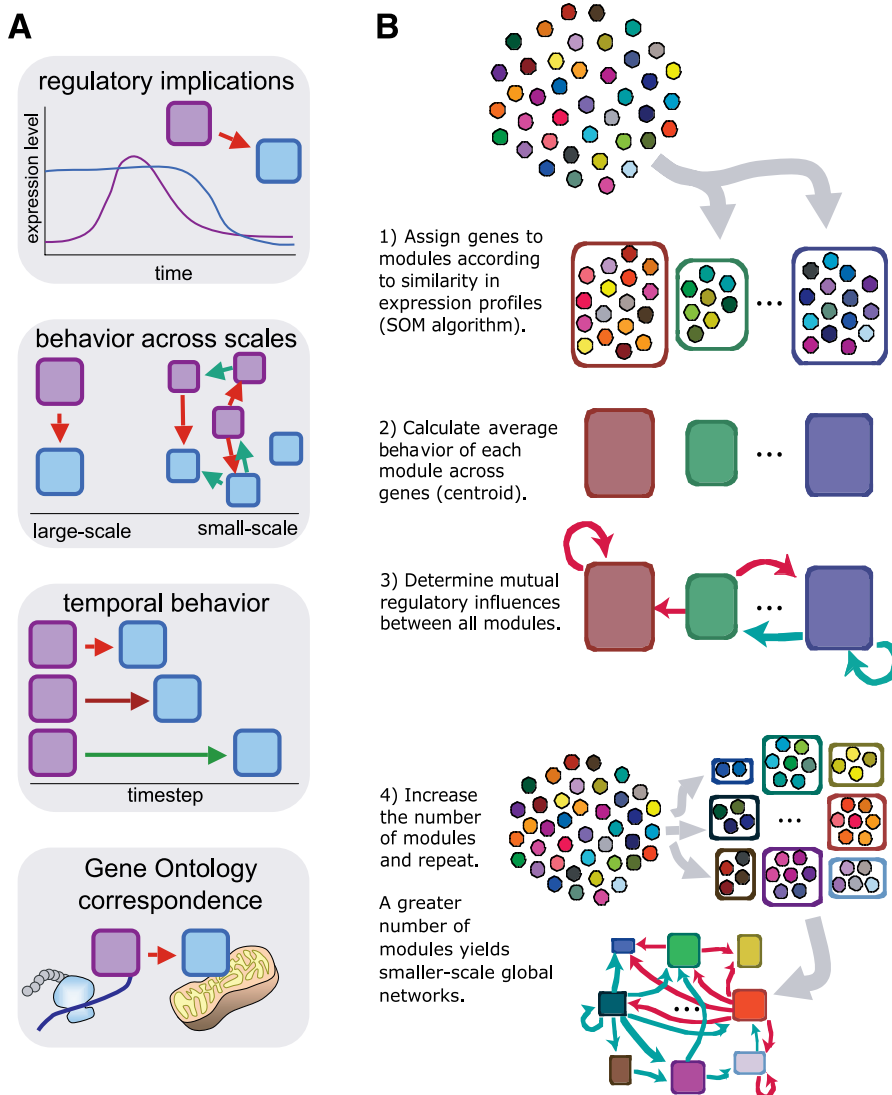 A
regulatory implications
expression level
time
behavior across scales
large-scale
small-scale
temporal behavior
timestep
Gene Ontology
correspondence
B
1) Assign genes to
modules according
to similarity in
expression profiles
(SOM algorithm).
...
2) Calculate average
behavior of each
module across
genes (centroid).
...
3) Determine mutual
regulatory influences
between all modules.
...
4) Increase
the number
of modules
and repeat.
...
A greater
number of
modules yields
smaller-scale global
networks.
...